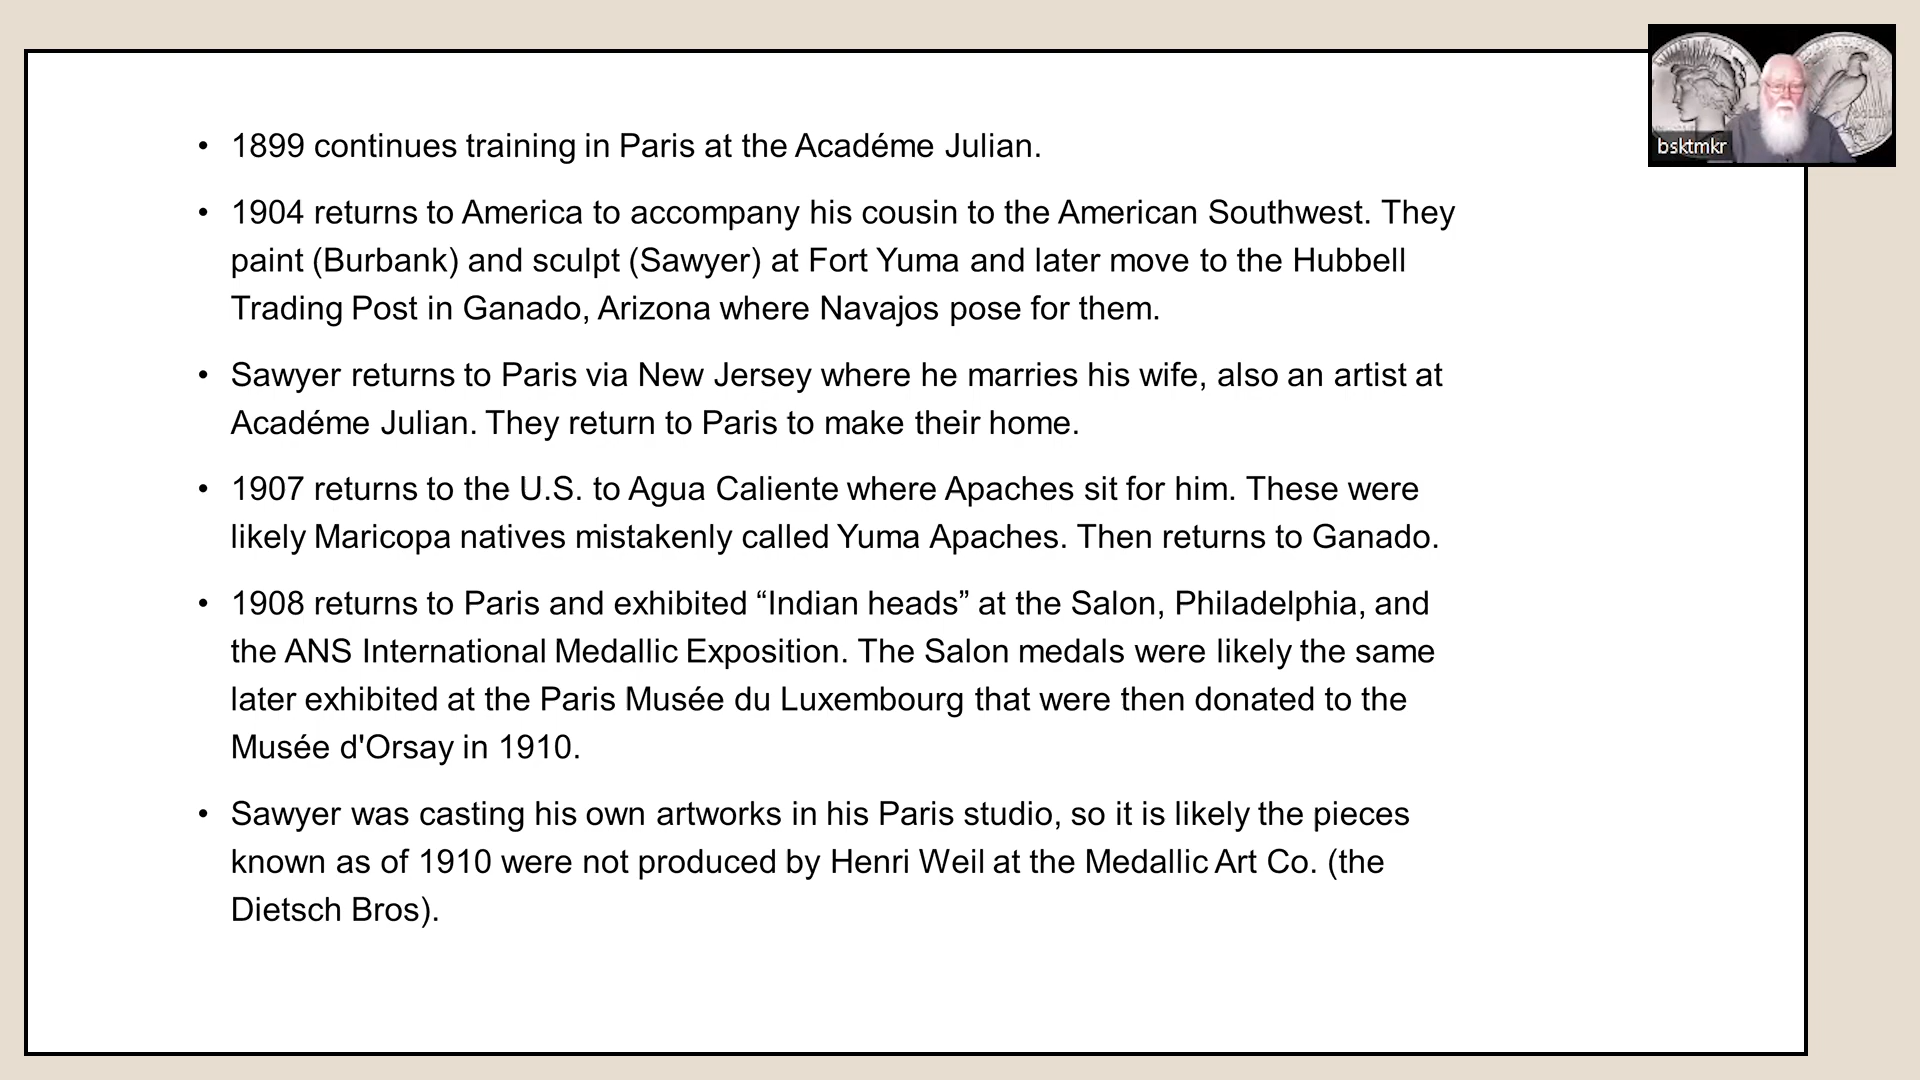 bsktmkr
• 1899 continues training in Paris at the Académe Julian.
• 1904 returns to America to accompany his cousin to the American Southwest. They
paint (Burbank) and sculpt (Sawyer) at Fort Yuma and later move to the Hubbell
Trading Post in Ganado, Arizona where Navajos pose for them.
• Sawyer returns to Paris via New Jersey where he marries his wife, also an artist at
Académe Julian. They return to Paris to make their home.
• 1907 returns to the U.S. to Agua Caliente where Apaches sit for him. These were
likely Maricopa natives mistakenly called Yuma Apaches. Then returns to Ganado.
• 1908 returns to Paris and exhibited “Indian heads” at the Salon, Philadelphia, and
the ANS International Medallic Exposition. The Salon medals were likely the same
later exhibited at the Paris Musée du Luxembourg that were then donated to the
Musée d'Orsay in 1910.
• Sawyer was casting his own artworks in his Paris studio, so it is likely the pieces
known as of 1910 were not produced by Henri Weil at the Medallic Art Co. (the
Dietsch Bros).